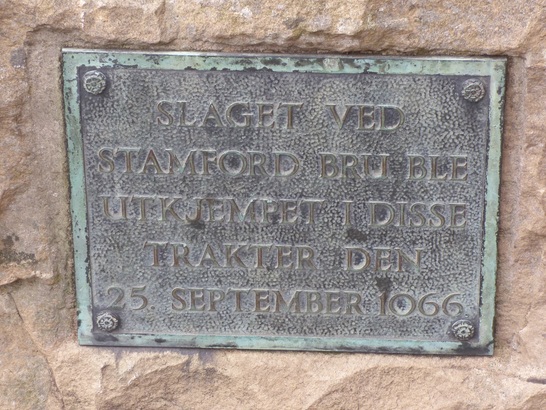 SLAGET VED
STAMFORD BRU BLE
UTKJEMPET I DISSE
TRAKTER DEN
25. SEPTEMBER 1066